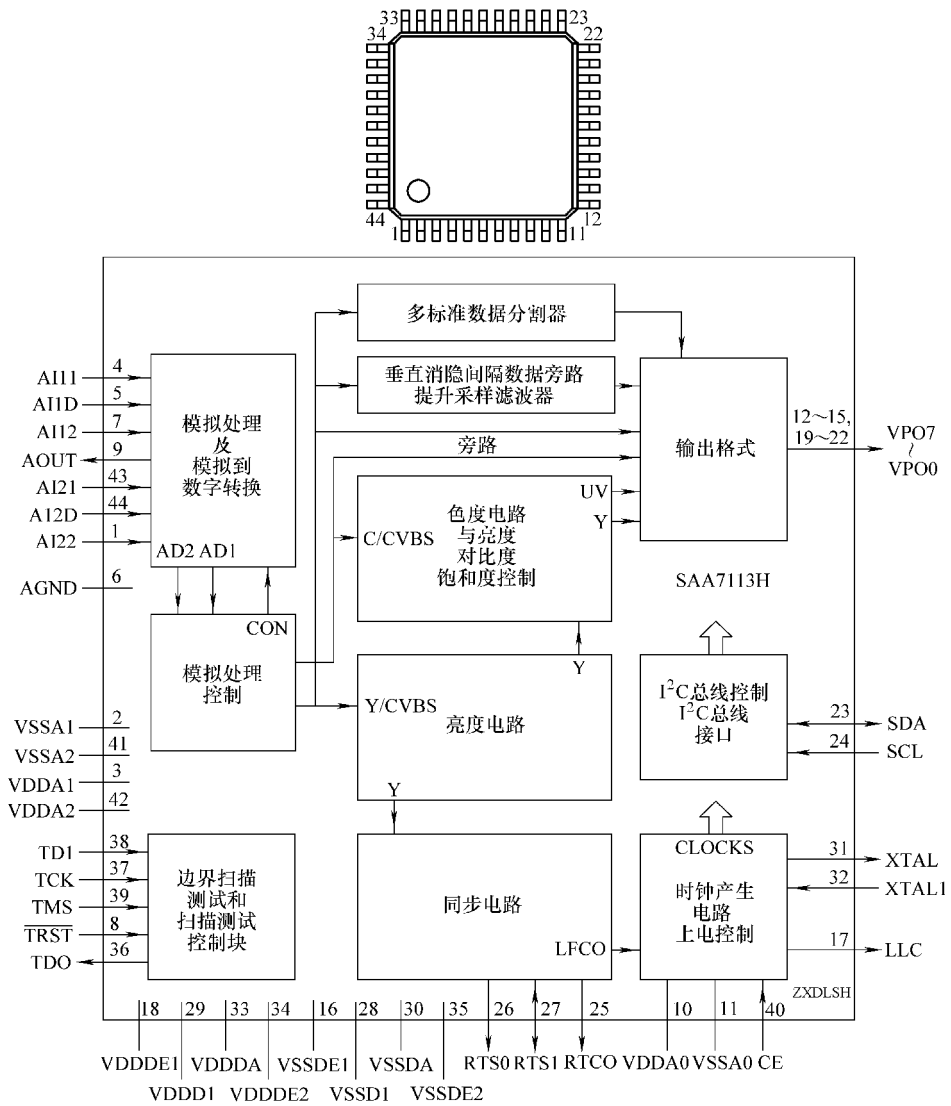 33 23
34 22
44 12
1 11
多标准数据分割器
垂直消隐间隔数据旁路
提升采样滤波器
旁路
模拟处理
及
模拟到
数字转换
AD2 AD1
4
AI11
5
AI1D
7
AI12
9
AOUT
43
AI21
44
A12D
1
AI22
6
AGND
输出格式
12～15,
19～22
VPO7
～
VPO0
UV
Y
C/CVBS
色度电路
与亮度
对比度
饱和度控制
SAA7113H
CON
模拟处理
控制
Y
Y/CVBS
亮度电路
Y
I²C总线控制
I²C总线
接口
23
SDA
24
SCL
2
VSSA1
41
VSSA2
3
VDDA1
42
VDDA2
38
TD1
37
TCK
39
TMS
8
TRST
36
TDO
边界扫描
测试和
扫描测试
控制块
同步电路
LFCO
CLOCKS
时钟产生
电路
上电控制
31
XTAL
32
XTAL1
17
LLC
ZXDLSH
18 29 33 34 16 28 30 35 26 27 25 10 11 40
VDDDE1 VDDDA VSSDE1 VSSDA RTS0 RTS1 RTCO VDDA0 VSSA0 CE
VDDD1 VDDDE2 VSSD1 VSSDE2